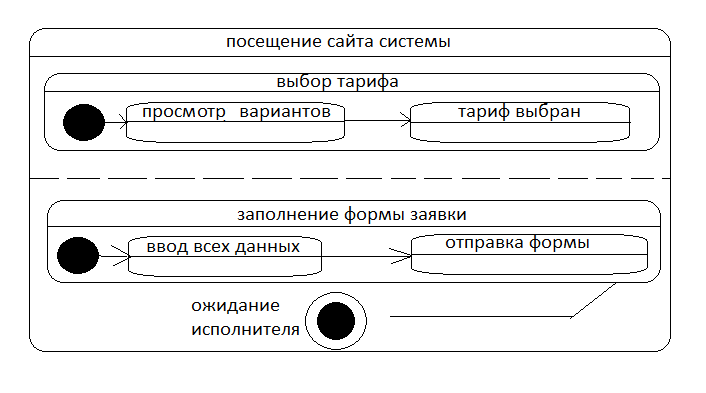 посещение сайта системы
выбор тарифа
просмотр вариантов
тариф выбран
заполнение формы заявки
ввод всех данных
отправка формы
ожидание
исполнителя